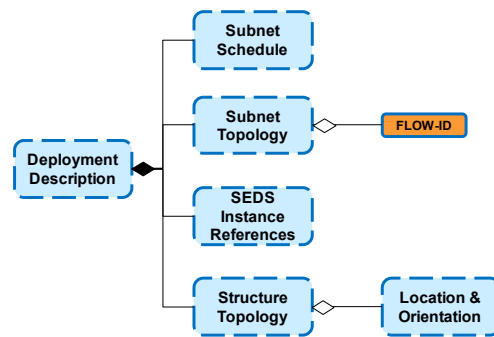 Subnet
Schedule
Subnet
Topology
FLOW-ID
Deployment
Description
SEDS
Instance
References
Structure
Topology
Location &
Orientation